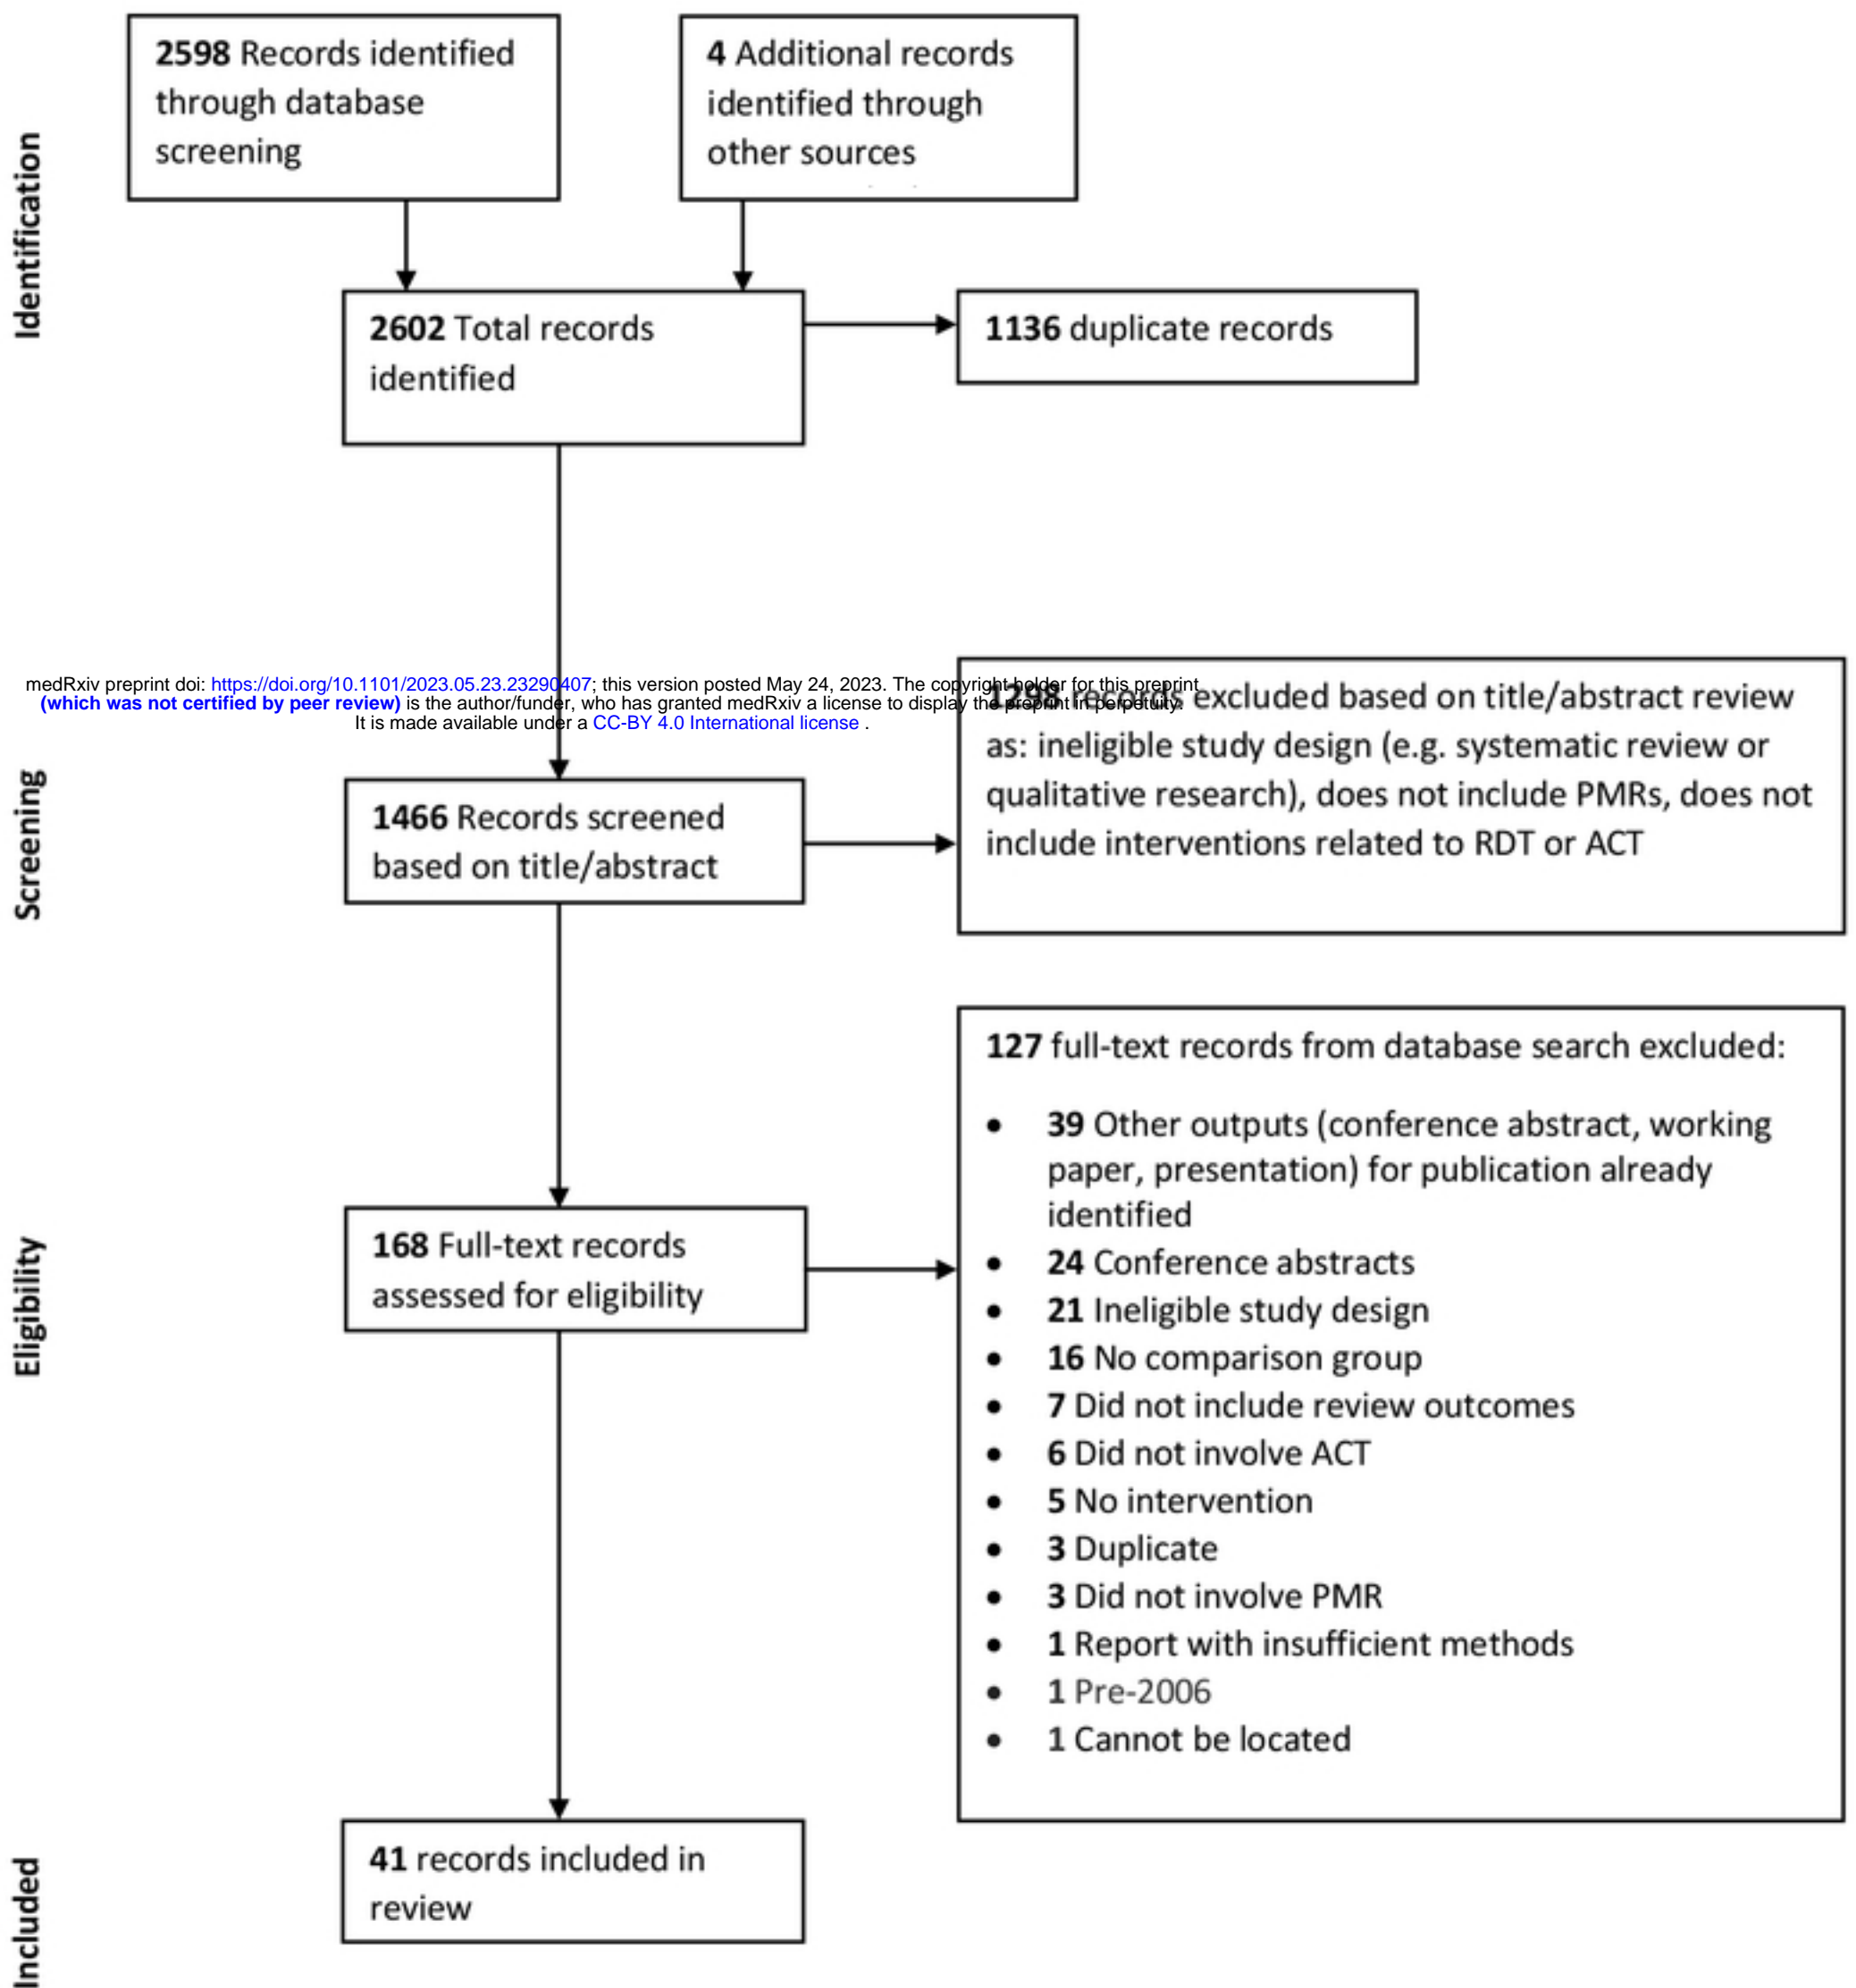 Identification
2598 Records identified
through database
screening
4 Additional records
identified through
other sources
2602 Total records
identified
1136 duplicate records
medRxiv preprint doi: https://doi.org/10.1101/2023.05.23.23290407; this version posted May 24, 2023. The copyright holder for this preprint
(which was not certified by peer review) is the author/funder, who has granted medRxiv a license to display the preprint in perpetuity.
It is made available under a CC-BY 4.0 International license .
Screening
1466 Records screened
based on title/abstract
1298 records excluded based on title/abstract review
as: ineligible study design (e.g. systematic review or
qualitative research), does not include PMRs, does not
include interventions related to RDT or ACT
Eligibility
168 Full-text records
assessed for eligibility
127 full-text records from database search excluded:
• 39 Other outputs (conference abstract, working
paper, presentation) for publication already
identified
• 24 Conference abstracts
• 21 Ineligible study design
• 16 No comparison group
• 7 Did not include review outcomes
• 6 Did not involve ACT
• 5 No intervention
• 3 Duplicate
• 3 Did not involve PMR
• 1 Report with insufficient methods
• 1 Pre-2006
• 1 Cannot be located
Included
41 records included in
review